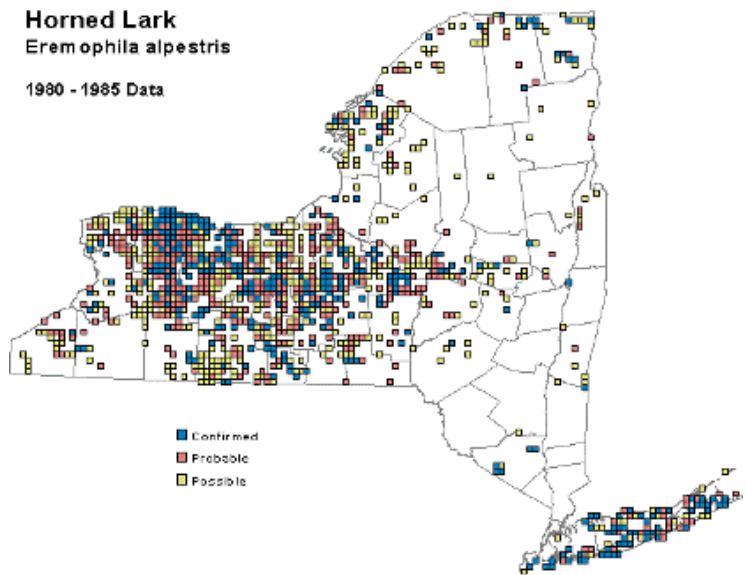 Horned Lark
Eremophila alpestris
1980 - 1985 Data
Confirmed
Probable
Possible